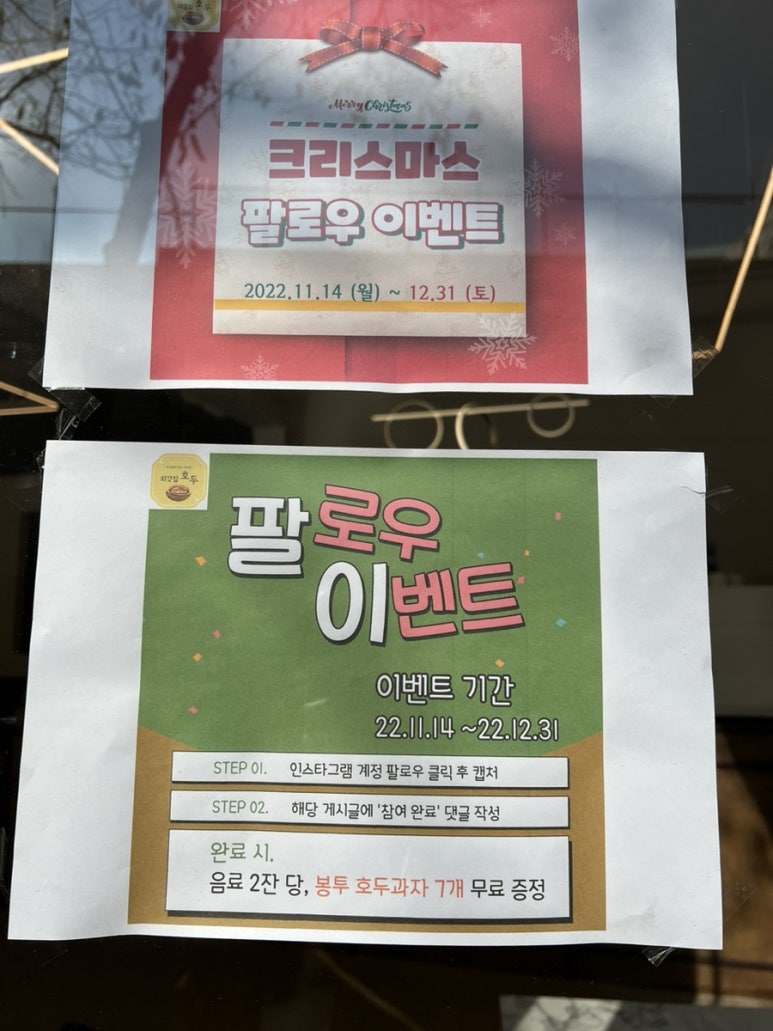 호두
Merry Christmas
크리스마스
팔로우 이벤트
2022.11.14 (월) ~ 12.31 (토)
호두
팔로우
이벤트
이벤트 기간
22.11.14 ~22.12.31
STEP 01. 인스타그램 계정 팔로우 클릭 후 캡처
STEP 02. 해당 게시글에 '참여 완료' 댓글 작성
완료 시.
음료 2잔 당, 봉투 호두과자 7개 무료 증정